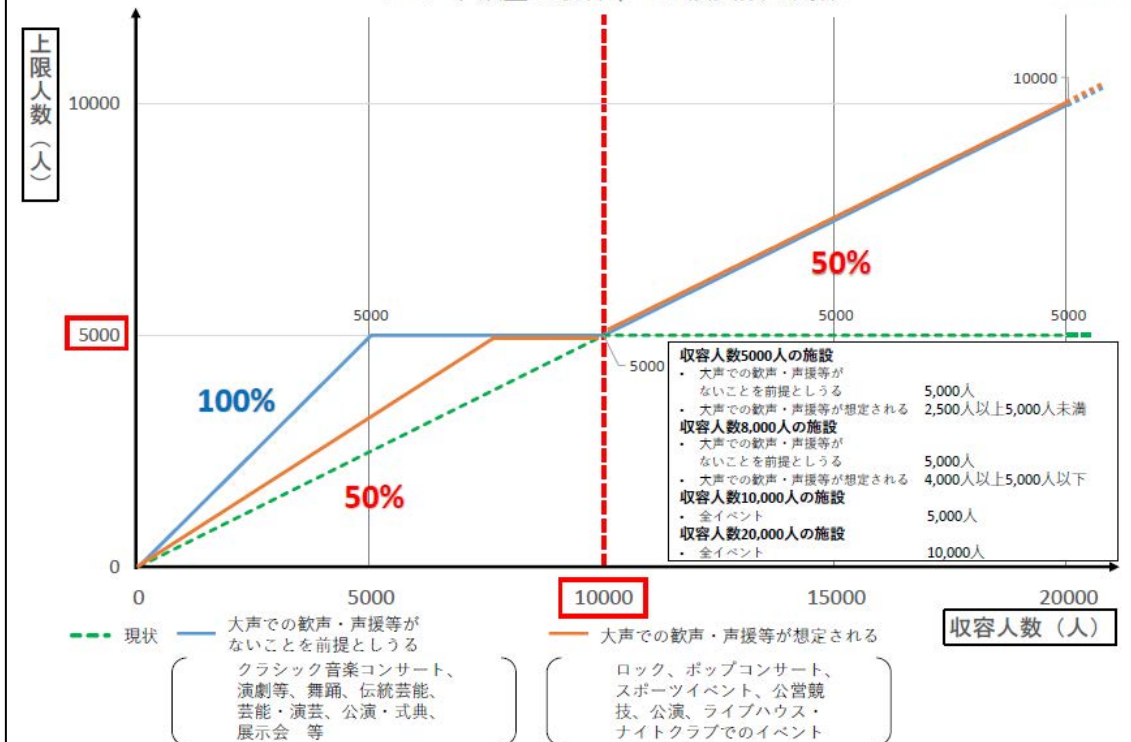 上限人数（人）
10000
10000
5000
5000
5000
5000
5000
50%
100%
50%
収容人数5000人の施設
・ 大声での歓声・声援等が
ないことを前提としうる 5,000人
・ 大声での歓声・声援等が想定される 2,500人以上5,000人未満
収容人数8,000人の施設
・ 大声での歓声・声援等が
ないことを前提としうる 5,000人
・ 大声での歓声・声援等が想定される 4,000人以上5,000人以下
収容人数10,000人の施設
・ 全イベント 5,000人
収容人数20,000人の施設
・ 全イベント 10,000人
0
0 5000 10000 15000 20000
収容人数（人）
現状
大声での歓声・声援等が
ないことを前提としうる
大声での歓声・声援等が想定される
クラシック音楽コンサート、
演劇等、舞踊、伝統芸能、
芸能・演芸、公演・式典、
展示会 等
ロック、ポップコンサート、
スポーツイベント、公営競
技、公演、ライブハウス・
ナイトクラブでのイベント